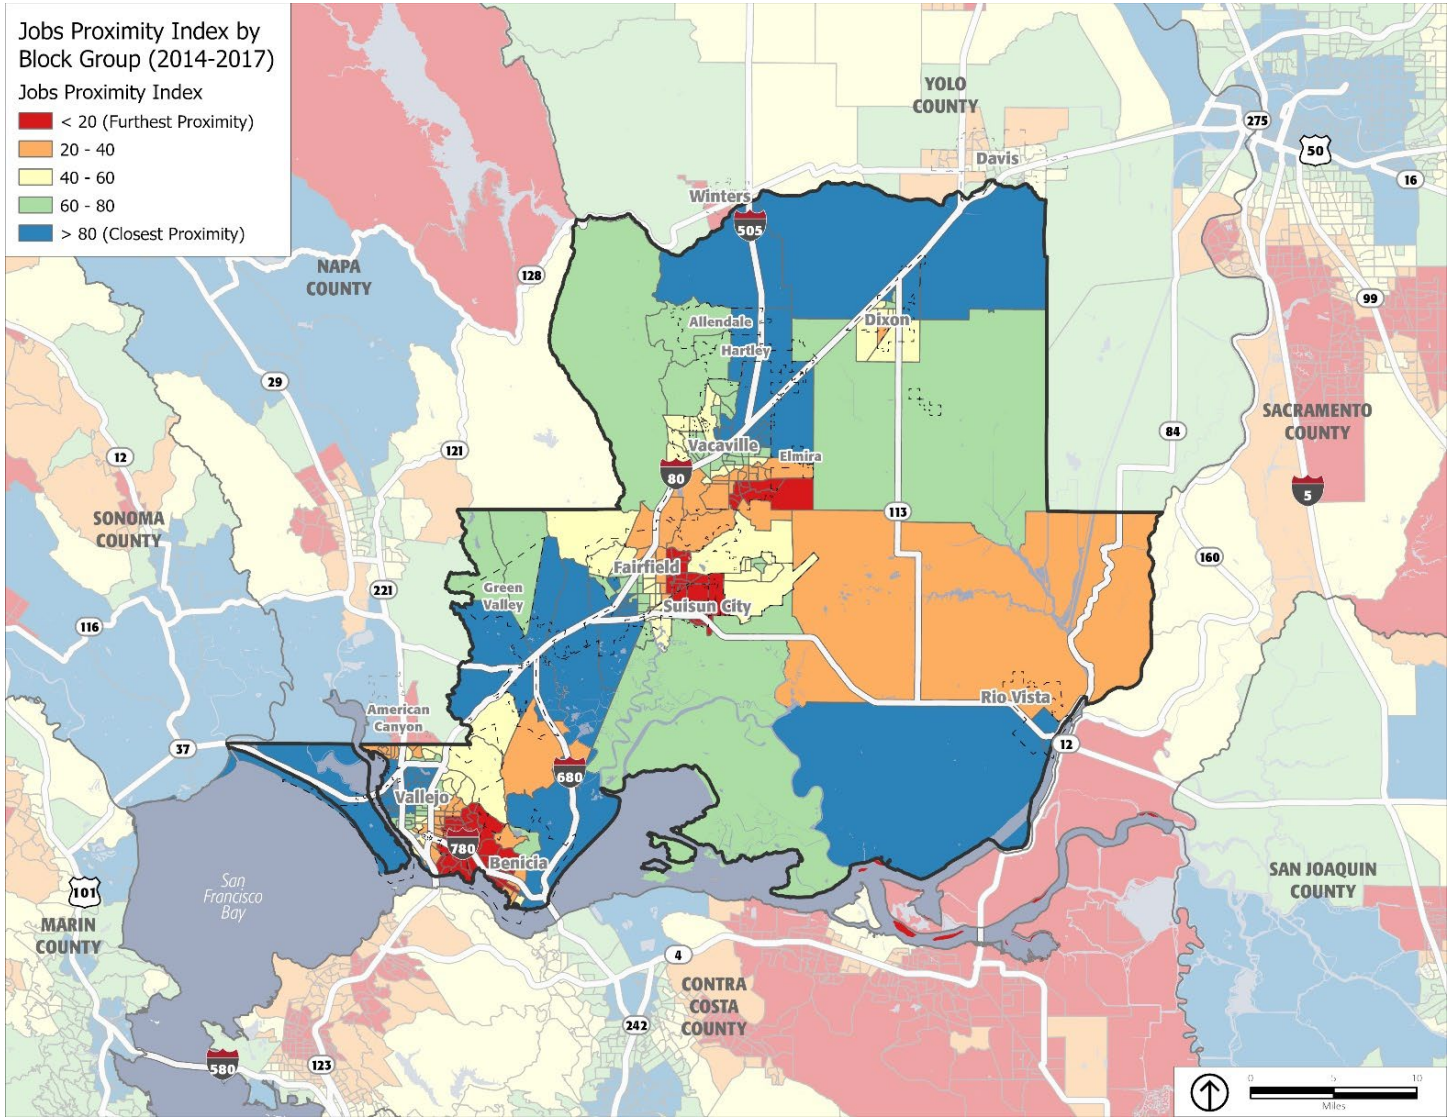 Jobs Proximity Index by
Block Group (2014-2017)
Jobs Proximity Index
< 20 (Furthest Proximity)
20 - 40
40 - 60
60 - 80
> 80 (Closest Proximity)
YOLO
COUNTY
275
50
16
Davis
Winters
505
NAPA
COUNTY
128
99
Allendale
Dixon
Hartley
29
SACRAMENTO
COUNTY
84
121
12
Vacaville
Elmira
80
5
113
SONOMA
COUNTY
160
Fairfield
221
Green
Valley
Suisun City
116
Rio Vista
American
Canyon
37
12
680
Vallejo
780
Benicia
San
Francisco
Bay
101
SAN JOAQUIN
COUNTY
MARIN
COUNTY
4
CONTRA
COSTA
COUNTY
242
580
123
0 5 10
Miles